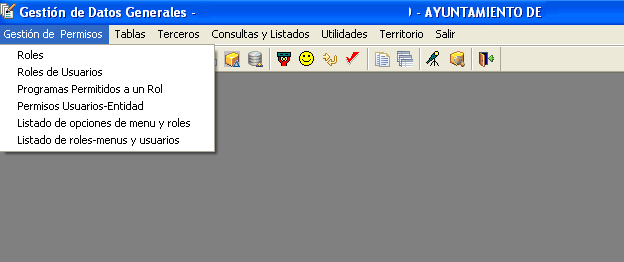 Gestión de Datos Generales - ) - AYUNTAMIENTO DE
Gestión de Permisos Tablas Terceros Consultas y Listados Utilidades Territorio Salir
Roles
Roles de Usuarios
Programas Permitidos a un Rol
Permisos Usuarios-Entidad
Listado de opciones de menu y roles
Listado de roles-menus y usuarios